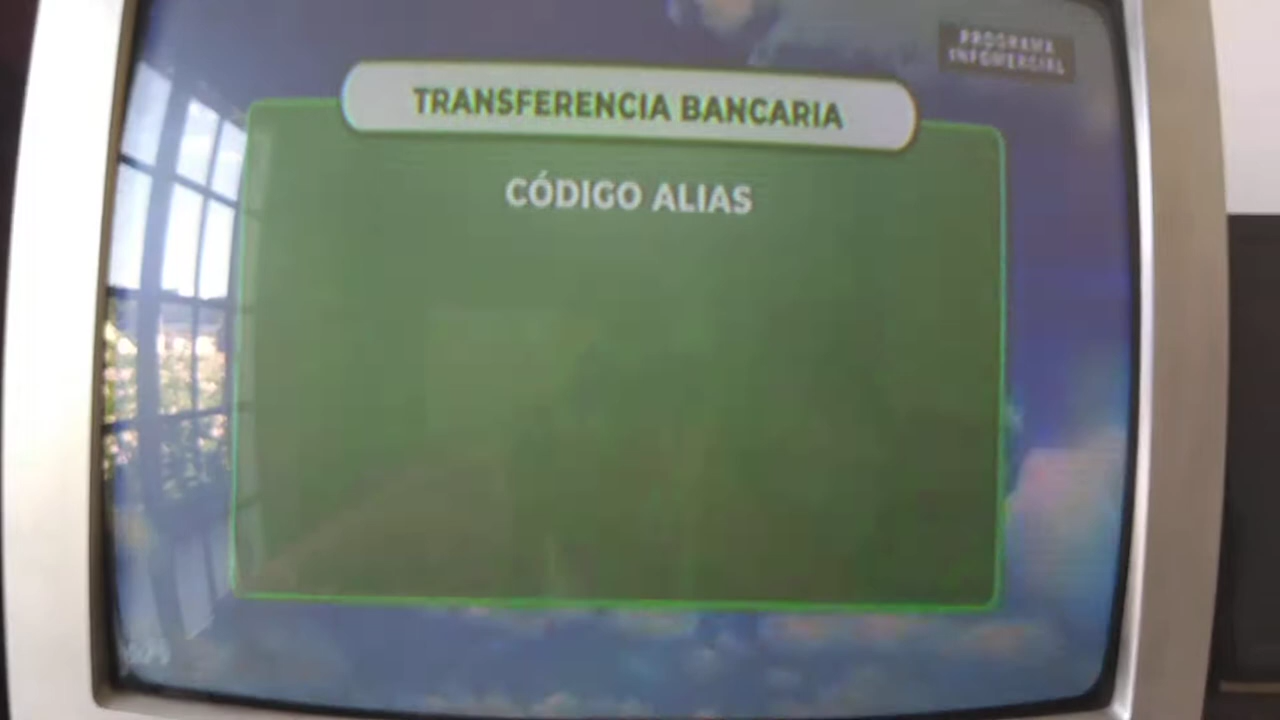 PROGRAMA
INFOMERCIAL
TRANSFERENCIA BANCARIA
CÓDIGO ALIAS